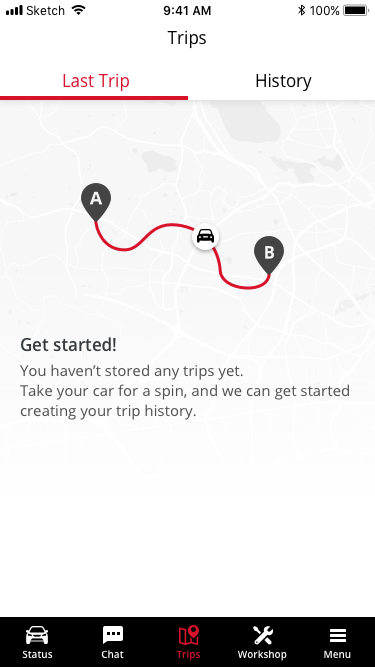 Sketch 9:41 AM 100%
Trips
Last Trip History
A
B
Get started!
You haven’t stored any trips yet.
Take your car for a spin, and we can get started
creating your trip history.
Status Chat Trips Workshop Menu